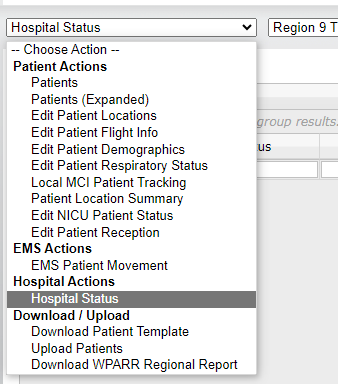 Hospital Status
Region 9 T
-- Choose Action --
Patient Actions
Patients
Patients (Expanded)
Edit Patient Locations
Edit Patient Flight Info
Edit Patient Demographics
Edit Patient Respiratory Status
Local MCI Patient Tracking
Patient Location Summary
Edit NICU Patient Status
Edit Patient Reception
EMS Actions
EMS Patient Movement
Hospital Actions
Hospital Status
Download / Upload
Download Patient Template
Upload Patients
Download WPARR Regional Report
group results.
us